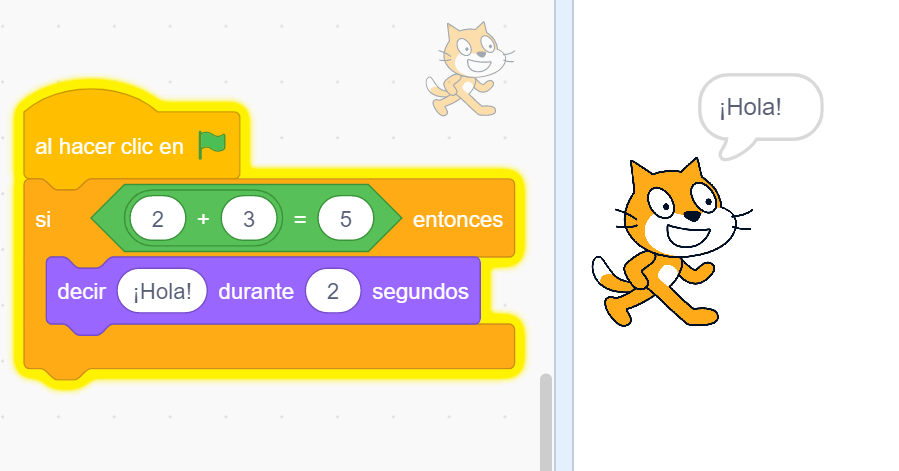 al hacer clic en
si 2 + 3 = 5 entonces
decir ¡Hola! durante 2 segundos
¡Hola!